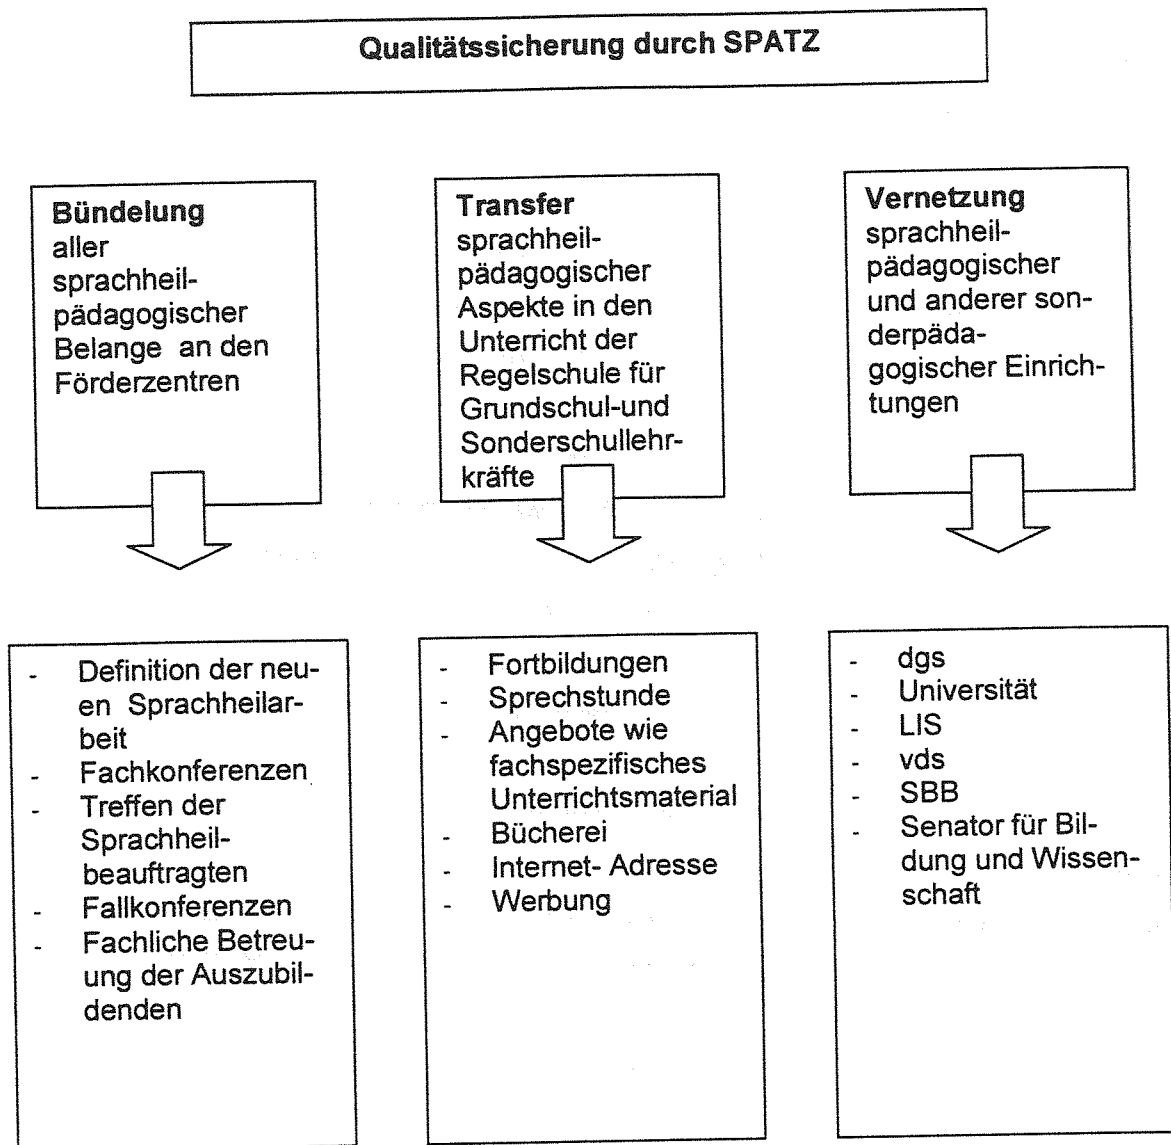 Qualitätssicherung durch SPATZ
Bündelung
aller
sprachheil-
pädagogischer
Belange an den
Förderzentren
Transfer
sprachheil-
pädagogischer
Aspekte in den
Unterricht der
Regelschule für
Grundschul-und
Sonderschullehr-
kräfte
Vernetzung
sprachheil-
pädagogischer
und anderer son-
derpäda-
gogischer Einrich-
tungen
- Definition der neu-
en Sprachheilar-
beit
- Fachkonferenzen
- Treffen der
Sprachheil-
beauftragten
- Fallkonferenzen
- Fachliche Betreu-
ung der Auszubil-
denden
- Fortbildungen
- Sprechstunde
- Angebote wie
fachspezifisches
Unterrichtsmaterial
- Bücherei
- Internet- Adresse
- Werbung
- dgs
- Universität
- LIS
- vds
- SBB
- Senator für Bil-
dung und Wissen-
schaft